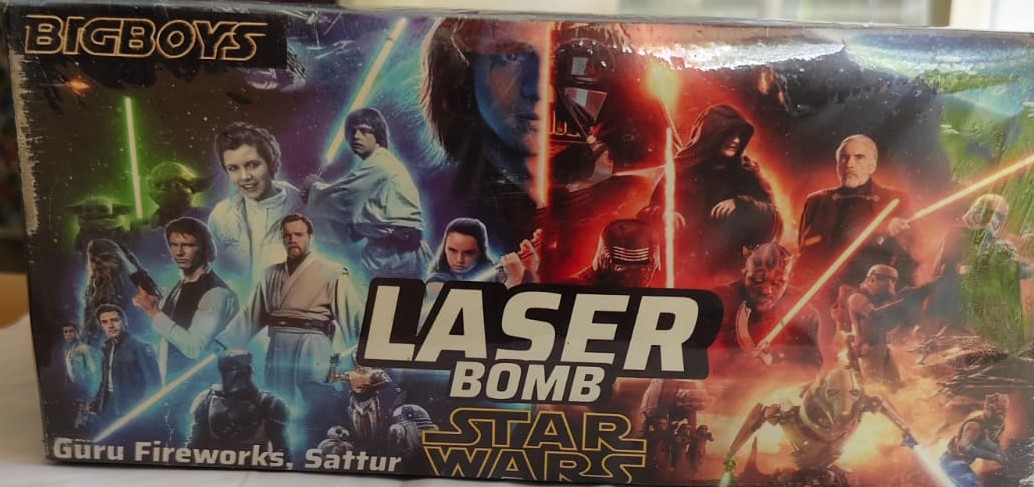 BIGBOYS
LASER
BOMB
STAR
WARS
Guru Fireworks, Sattur